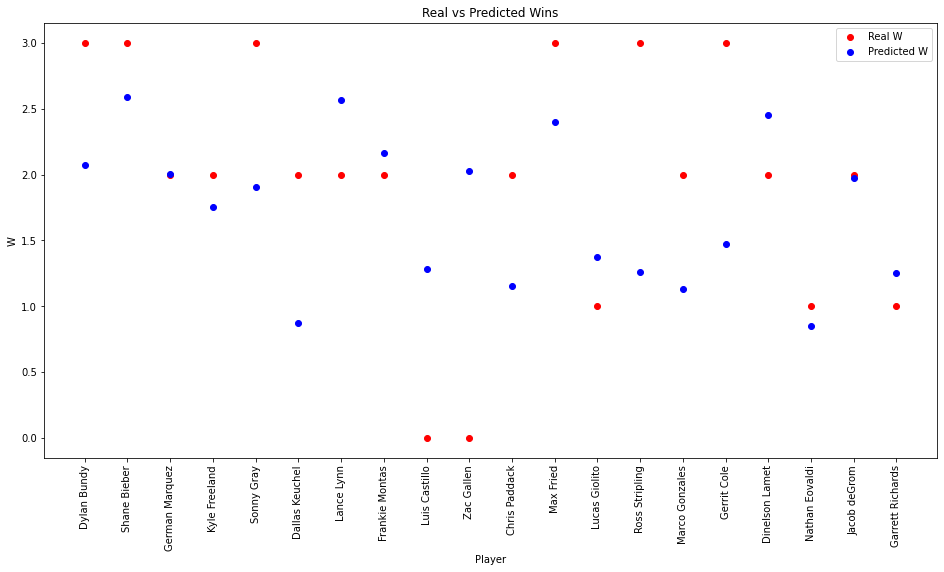 Real vs Predicted Wins
Real W
Predicted W
3.0
2.5
2.0
1.5
1.0
0.5
0.0
W
Dylan Bundy
Shane Bieber
German Marquez
Kyle Freeland
Sonny Gray
Dallas Keuchel
Lance Lynn
Frankie Montas
Luis Castillo
Zac Gallen
Chris Paddack
Max Fried
Lucas Giolito
Ross Stripling
Marco Gonzales
Gerrit Cole
Dinelson Lamet
Nathan Eovaldi
Jacob deGrom
Garrett Richards
Player